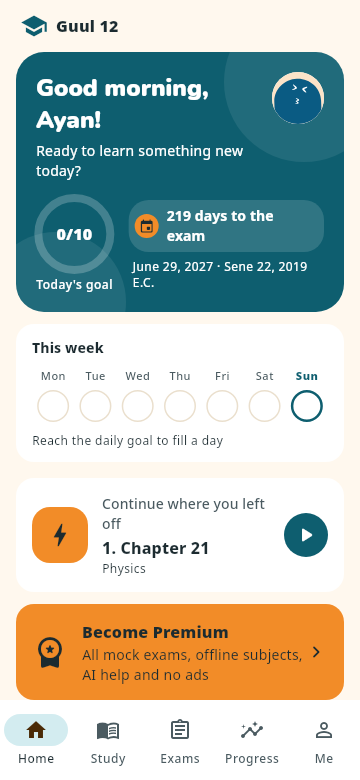 Guul 12
Good morning,
Ayan!
Ready to learn something new
today?
0/10
Today's goal
219 days to the
exam
June 29, 2027 · Sene 22, 2019
E.C.
This week
Mon Tue Wed Thu Fri Sat Sun
Reach the daily goal to fill a day
Continue where you left
off
1. Chapter 21
Physics
Become Premium
All mock exams, offline subjects,
AI help and no ads
Home Study Exams Progress Me